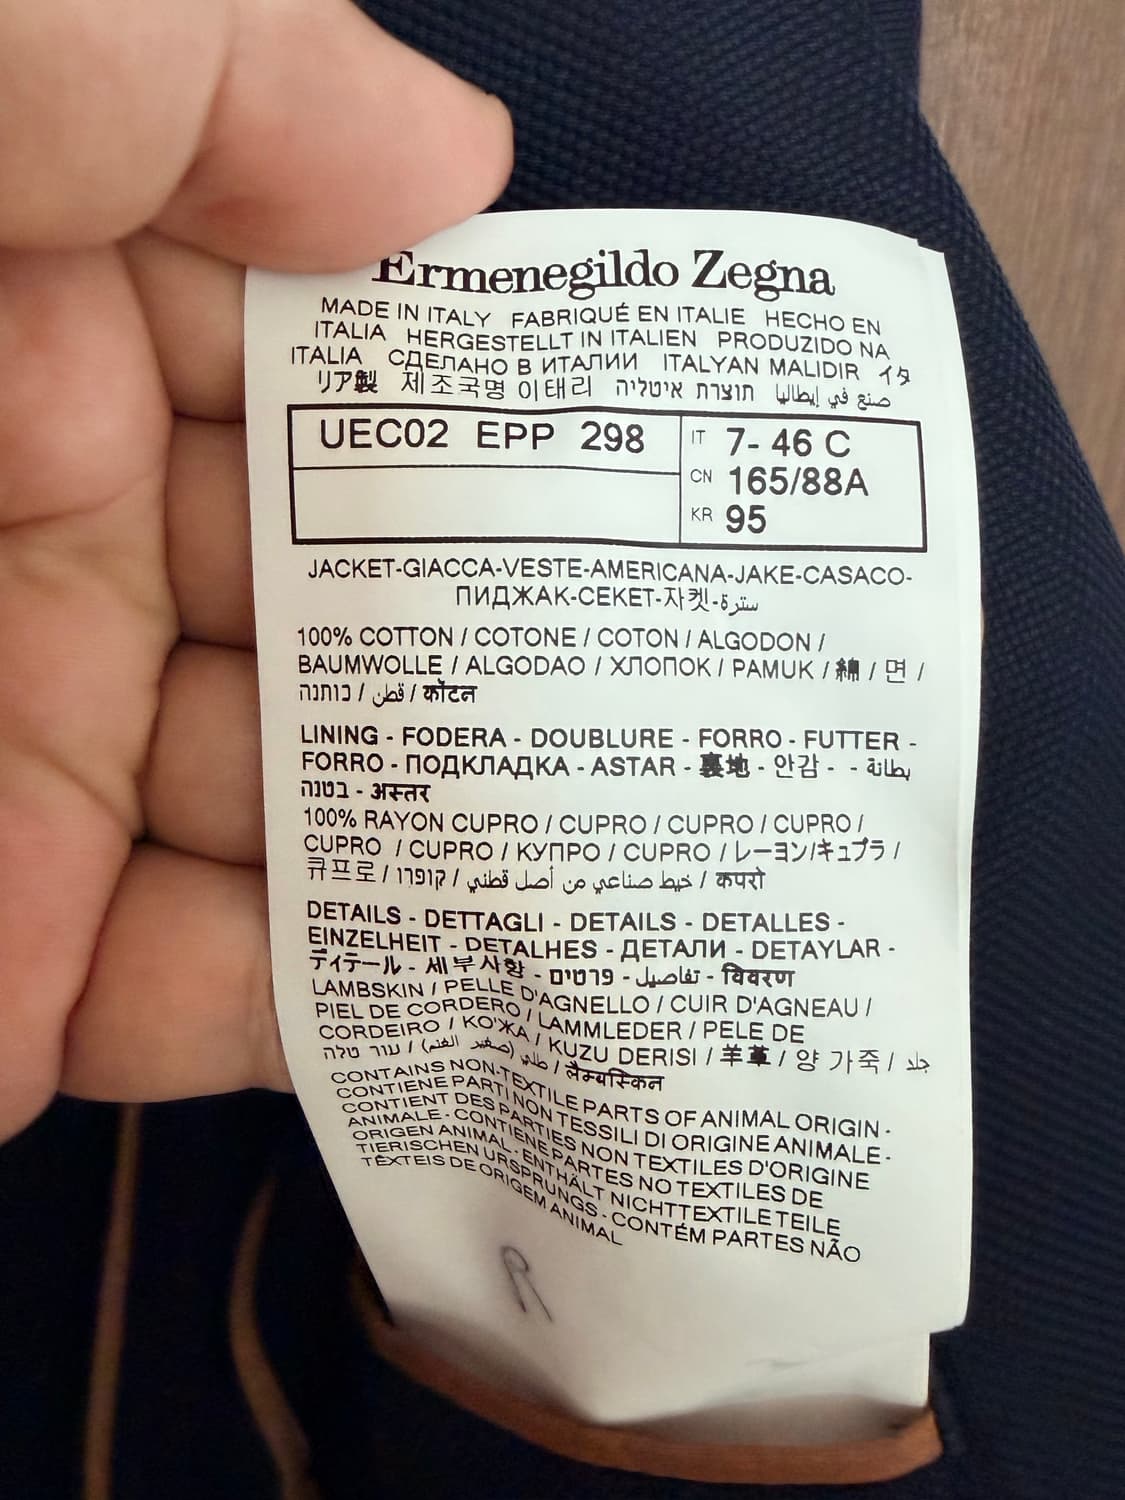 Ermenegildo Zegna
MADE IN ITALY FABRIQUÉ EN ITALIE HECHO EN
ITALIA HERGESTELLT IN ITALIEN PRODUZIDO NA
ITALIA СДЕЛАНО В ИТАЛИИ ITALYAN MALIDIR イタ
リア製 제조국명 이태리 תוצרת איטליה صنع في إيطاليا
UEC02 EPP 298
IT 7- 46 C
CN 165/88A
KR 95
JACKET-GIACCA-VESTE-AMERICANA-JAKE-CASACO-
ПИДЖАК-CEKET-자켓-سترة
100% COTTON / COTONE / COTON / ALGODON /
BAUMWOLLE / ALGODAO / ХЛОПОК / PAMUK / 綿 / 면 /
כותנה / قطن / कॉटन
LINING - FODERA - DOUBLURE - FORRO - FUTTER -
FORRO - ПОДКЛАДКА - ASTAR - 裏地 - 안감 - - بطانة
בטנה - अस्तर
100% RAYON CUPRO / CUPRO / CUPRO / CUPRO /
CUPRO / CUPRO / КУПРО / CUPRO / レーヨン/キュプラ /
큐프로 / קופרו / خيط صناعي من أصل قطني / कपरो
DETAILS - DETTAGLI - DETAILS - DETALLES -
EINZELHEIT - DETALHES - ДЕТАЛИ - DETAYLAR -
ディテール - 세부사항 - פרטים - تفاصيل - विवरण
LAMBSKIN / PELLE D'AGNELLO / CUIR D'AGNEAU /
PIEL DE CORDERO / LAMMLEDER / PELE DE
CORDEIRO / KO'ЖA / KUZU DERISI / 羊革 / 양 가죽 / جلد
עור טלה / (صغير الغنم) طلي / लैम्बस्किन
CONTAINS NON-TEXTILE PARTS OF ANIMAL ORIGIN -
CONTIENE PARTI NON TESSILI DI ORIGINE ANIMALE -
CONTIENT DES PARTIES NON TEXTILES D'ORIGINE
ANIMALE - CONTIENE PARTES NO TEXTILES DE
ORIGEN ANIMAL - ENTHÄLT NICHTTEXTILE TEILE
TIERISCHEN URSPRUNGS - CONTÉM PARTES NÃO
TÊXTEIS DE ORIGEM ANIMAL
R